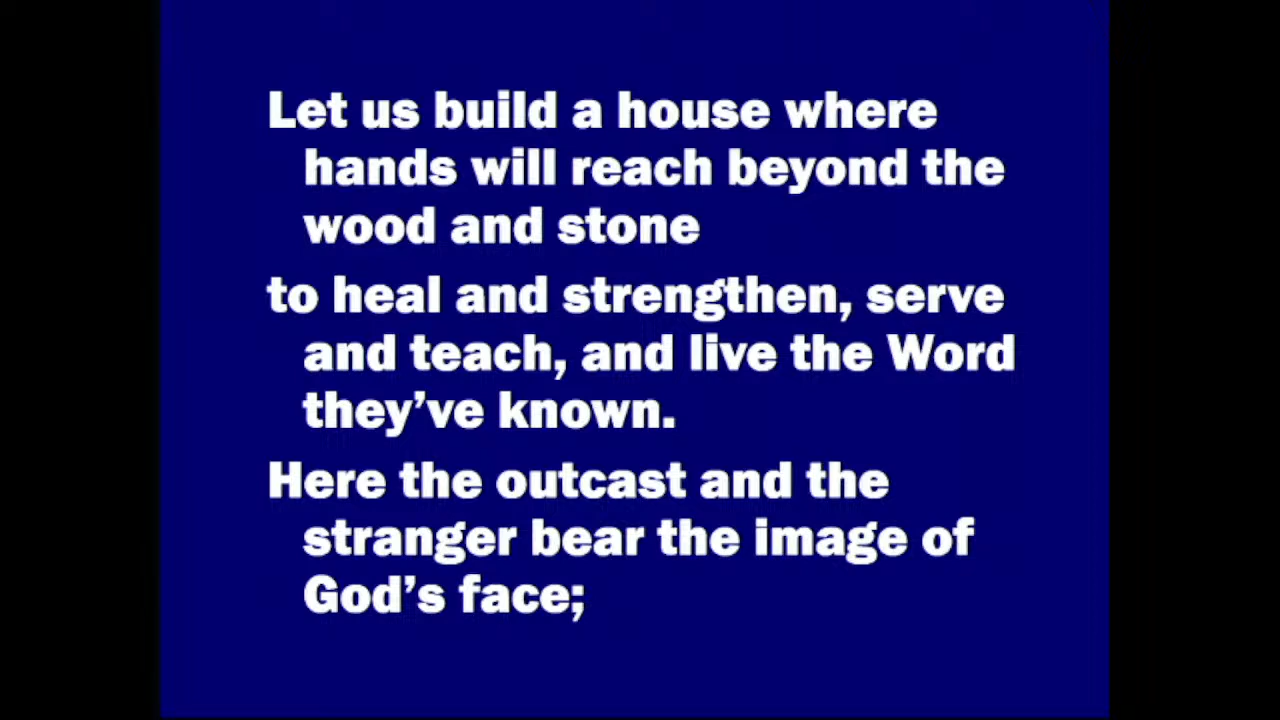 Let us build a house where
hands will reach beyond the
wood and stone
to heal and strengthen, serve
and teach, and live the Word
they’ve known.
Here the outcast and the
stranger bear the image of
God’s face;